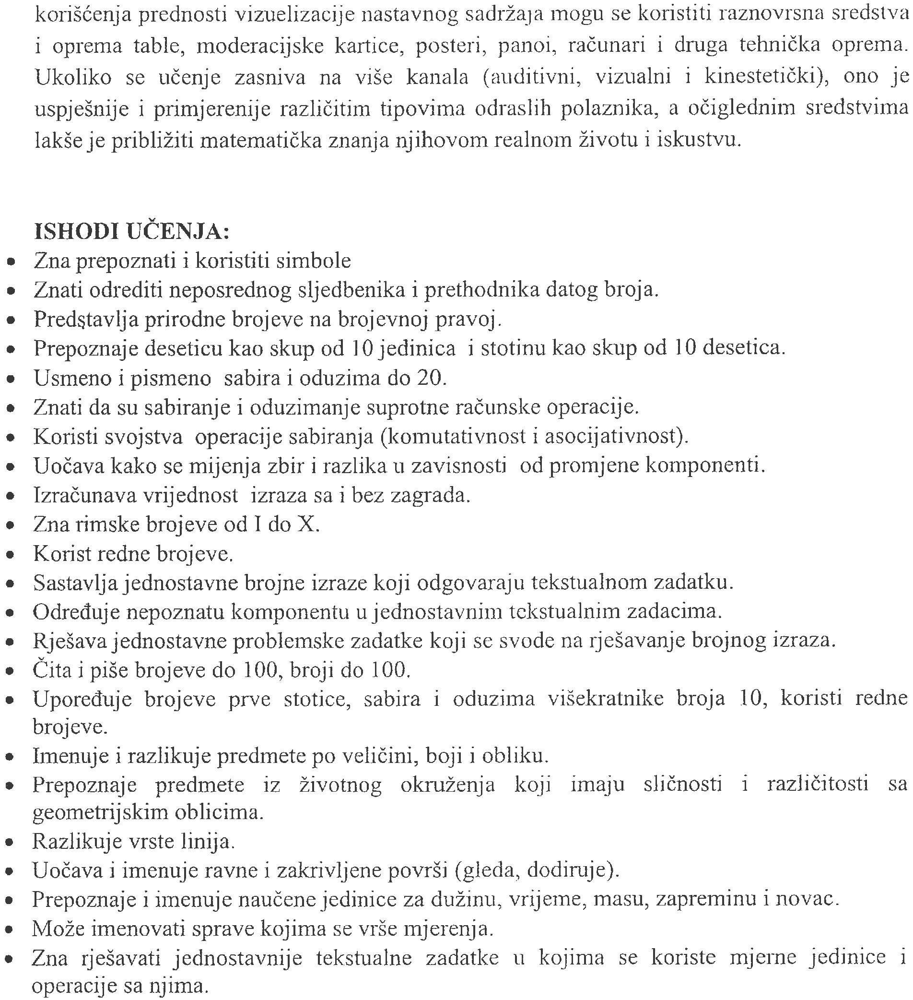 korišćenja prednosti vizuelizacije nastavnog sadržaja mogu se koristiti raznovrsna sredstva
i oprema table, moderacijske kartice, posteri, panoi, računari i druga tehnička oprema.
Ukoliko se učenje zasniva na više kanala (auditivni, vizualni i kinestetički), ono je
uspješnije i primjerenije različitim tipovima odraslih polaznika, a očiglednim sredstvima
lakše je približiti matematička znanja njihovom realnom životu i iskustvu.
ISHODI UČENJA:
• Zna prepoznati i koristiti simbole
• Znati odrediti neposrednog sljedbenika i prethodnika datog broja.
• Predstavlja prirodne brojeve na brojevnoj pravoj.
• Prepoznaje deseticu kao skup od 10 jedinica i stotinu kao skup od 10 desetica.
• Usmeno i pismeno sabira i oduzima do 20.
• Znati da su sabiranje i oduzimanje suprotne računske operacije.
• Koristi svojstva operacije sabiranja (komutativnost i asocijativnost).
• Uočava kako se mijenja zbir i razlika u zavisnosti od promjene komponenti.
• Izračunava vrijednost izraza sa i bez zagrada.
• Zna rimske brojeve od I do X.
• Korist redne brojeve.
• Sastavlja jednostavne brojne izraze koji odgovaraju tekstualnom zadatku.
• Određuje nepoznatu komponentu u jednostavnim tekstualnim zadacima.
• Rješava jednostavne problemske zadatke koji se svode na rješavanje brojnog izraza.
• Čita i piše brojeve do 100, broji do 100.
• Upoređuje brojeve prve stotice, sabira i oduzima višekratnike broja 10, koristi redne
brojeve.
• Imenuje i razlikuje predmete po veličini, boji i obliku.
• Prepoznaje predmete iz životnog okruženja koji imaju sličnosti i različitosti sa
geometrijskim oblicima.
• Razlikuje vrste linija.
• Uočava i imenuje ravne i zakrivljene površi (gleda, dodiruje).
• Prepoznaje i imenuje naučene jedinice za dužinu, vrijeme, masu, zapreminu i novac.
• Može imenovati sprave kojima se vrše mjerenja.
• Zna rješavati jednostavnije tekstualne zadatke u kojima se koriste mjerne jedinice i
operacije sa njima.